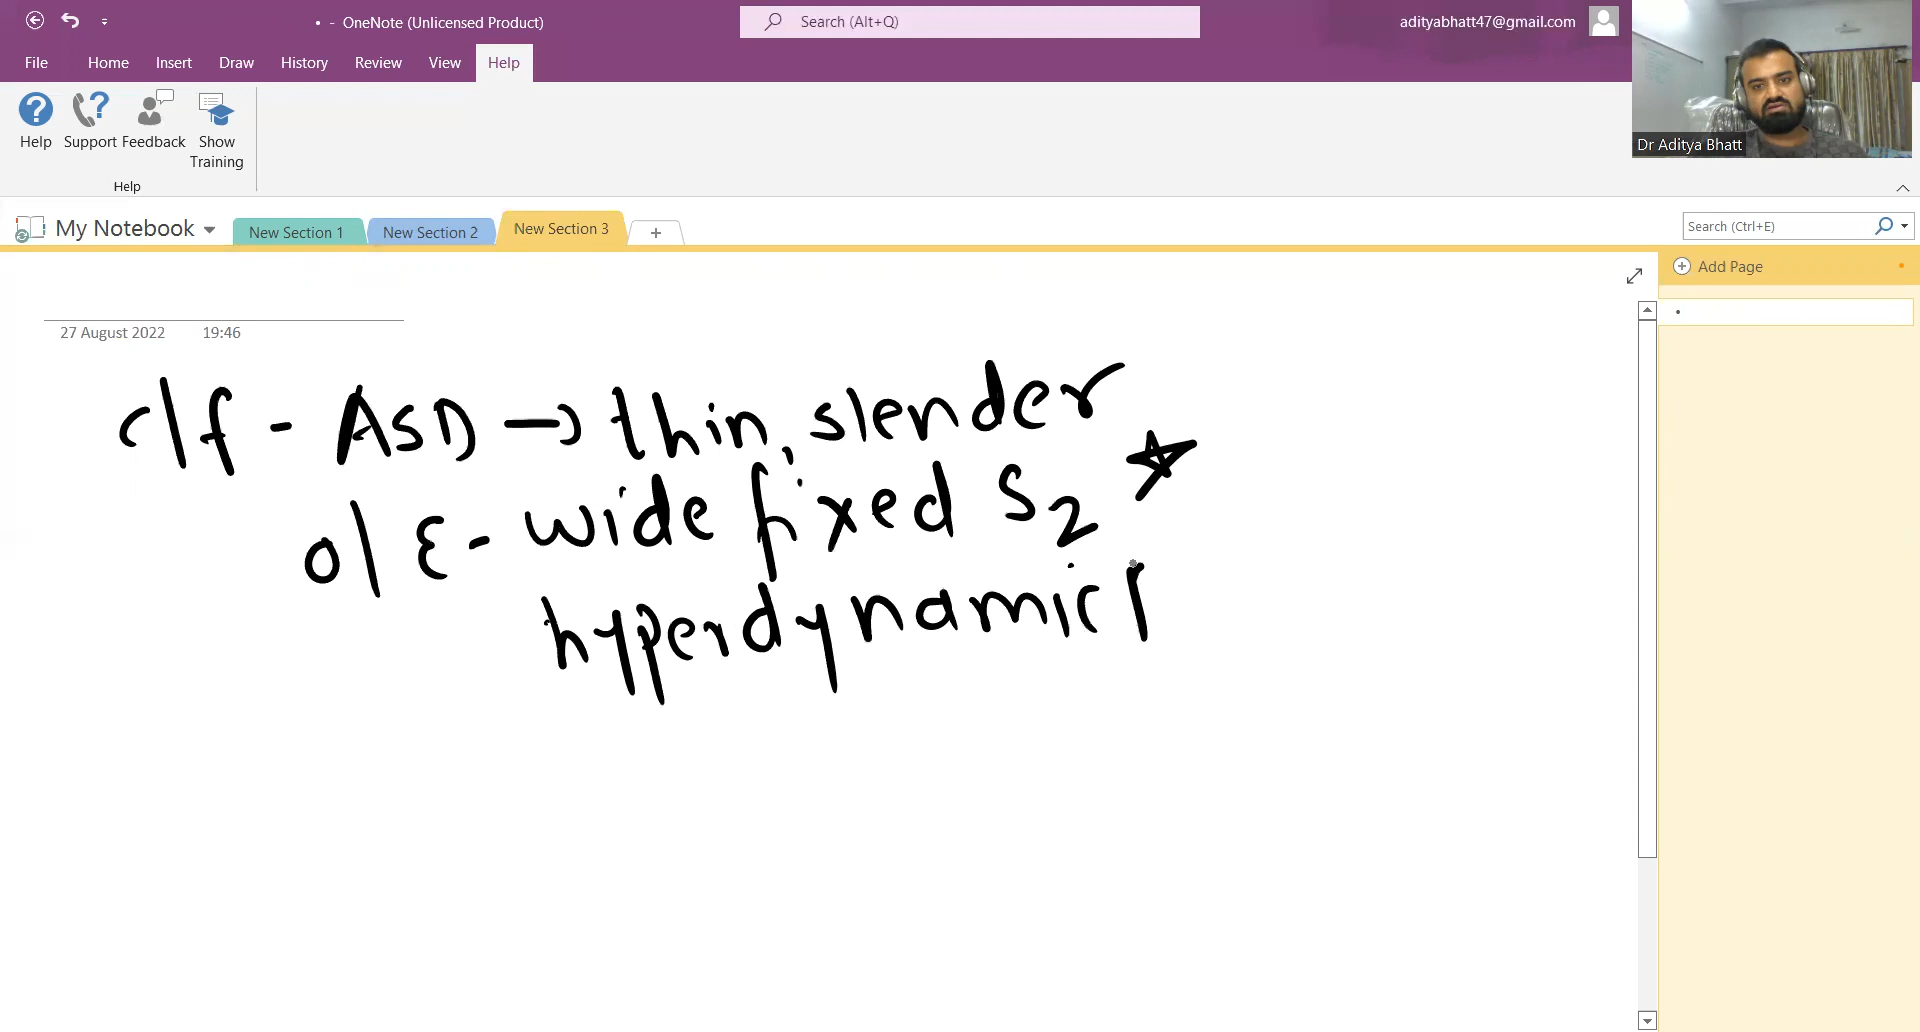 • - OneNote (Unlicensed Product)
Search (Alt+Q)
adityabhatt47@gmail.com
File Home Insert Draw History Review View Help
Help Support Feedback Show Training
Help
Dr Aditya Bhatt
My Notebook New Section 1 New Section 2 New Section 3 +
Search (Ctrl+E)
Add Page
27 August 2022 19:46
c/f - ASD → thin, slender
o/E - wide fixed S2
hyperdynamic